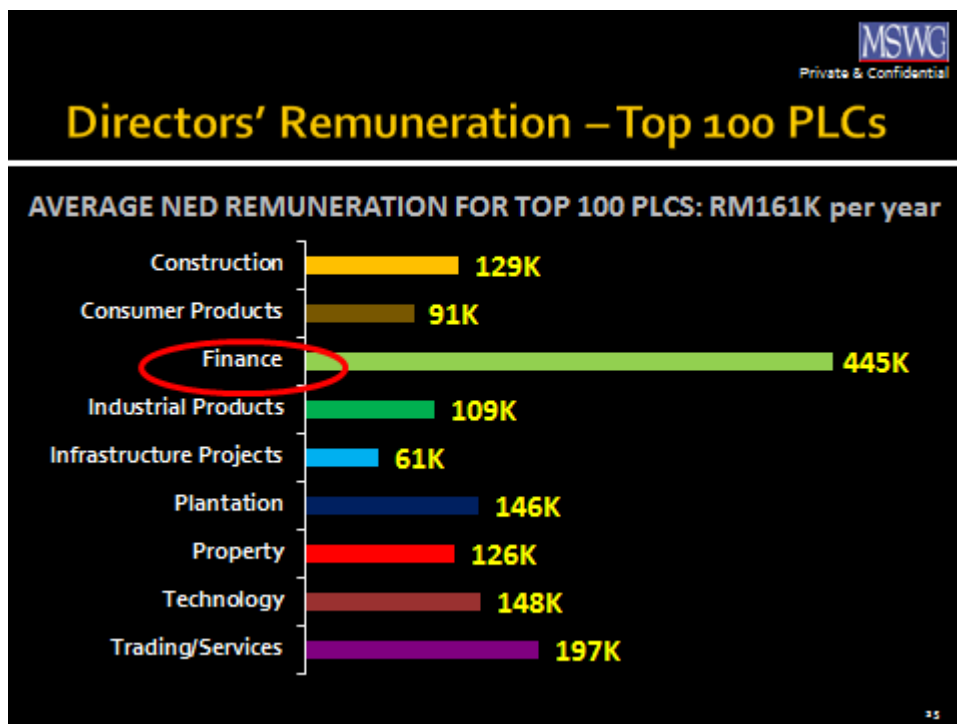 MSWG
Private & Confidential
Directors' Remuneration – Top 100 PLCs
AVERAGE NED REMUNERATION FOR TOP 100 PLCS: RM161K per year
Construction 129K
Consumer Products 91K
Finance 445K
Industrial Products 109K
Infrastructure Projects 61K
Plantation 146K
Property 126K
Technology 148K
Trading/Services 197K